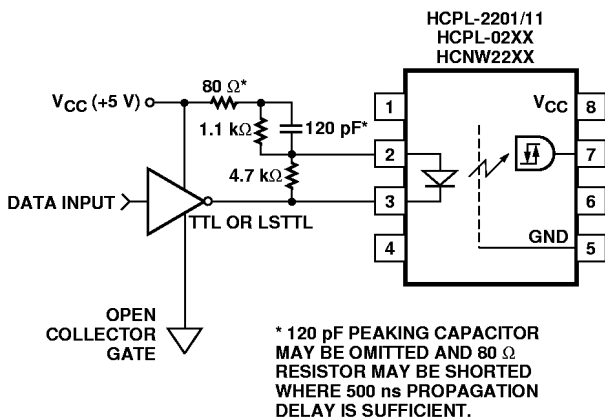 HCPL-2201/11
HCPL-02XX
HCNW22XX
80 Ω*
VCC (+5 V)
1.1 kΩ
120 pF*
4.7 kΩ
DATA INPUT
TTL OR LSTTL
OPEN
COLLECTOR
GATE
1
2
3
4
VCC
8
7
6
GND
5
* 120 pF PEAKING CAPACITOR
MAY BE OMITTED AND 80 Ω
RESISTOR MAY BE SHORTED
WHERE 500 ns PROPAGATION
DELAY IS SUFFICIENT.